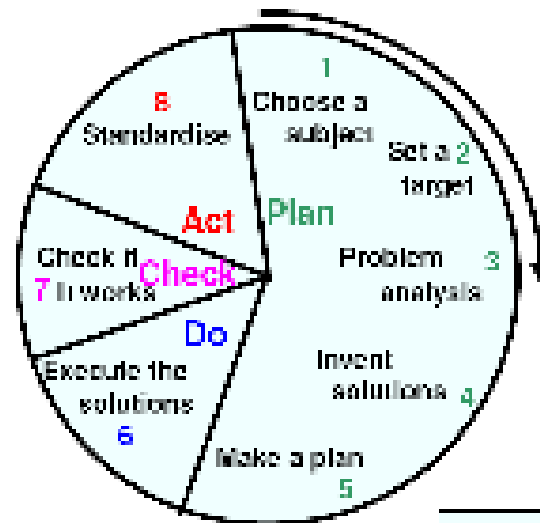 1
Choose a
subject
Set a 2
target
Plan
Problem 3
analysis
Invent
solutions 4
Make a plan
5
Do
Execute the
solutions
6
Check
Check if
7 it works
Act
8
Standardise